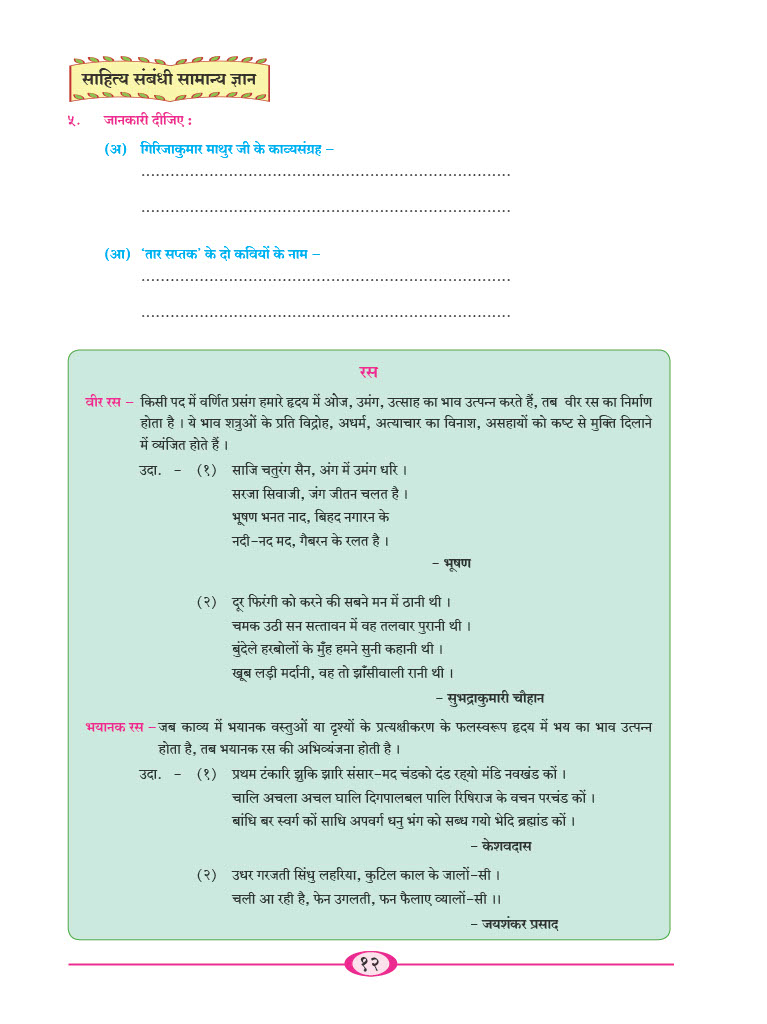 साहित्य संबंधी सामान्य ज्ञान
५. जानकारी दीजिए :
(अ) गिरिजाकुमार माथुर जी के काव्यसंग्रह –
............................................................................
............................................................................
(आ) ‘तार सप्तक’ के दो कवियों के नाम –
............................................................................
............................................................................
रस
वीर रस – किसी पद में वर्णित प्रसंग हमारे हृदय में ओज, उमंग, उत्साह का भाव उत्पन्न करते हैं, तब वीर रस का निर्माण
होता है । ये भाव शत्रुओं के प्रति विद्रोह, अधर्म, अत्याचार का विनाश, असहायों को कष्ट से मुक्ति दिलाने
में व्यंजित होते हैं ।
उदा. - (१) साजि चतुरंग सैन, अंग में उमंग धरि ।
सरजा सिवाजी, जंग जीतन चलत है ।
भूषण भनत नाद, बिहद नगारन के
नदी-नद मद, गैबरन के रलत है ।
- भूषण
(२) दूर फिरंगी को करने की सबने मन में ठानी थी ।
चमक उठी सन सत्तावन में वह तलवार पुरानी थी ।
बुंदेले हरबोलों के मुँह हमने सुनी कहानी थी ।
खूब लड़ी मर्दानी, वह तो झाँसीवाली रानी थी ।
- सुभद्राकुमारी चौहान
भयानक रस – जब काव्य में भयानक वस्तुओं या दृश्यों के प्रत्यक्षीकरण के फलस्वरूप हृदय में भय का भाव उत्पन्न
होता है, तब भयानक रस की अभिव्यंजना होती है ।
उदा. - (१) प्रथम टंकारि झुकि झारि संसार-मद चंडको दंड रह्यो मंडि नवखंड कों ।
चालि अचला अचल घालि दिगपालबल पालि रिषिराज के वचन परचंड कों ।
बांधि बर स्वर्ग कों साधि अपवर्ग धनु भंग को सब्ध गयो भेदि ब्रह्मांड कों ।
- केशवदास
(२) उधर गरजती सिंधु लहरिया, कुटिल काल के जालों-सी ।
चली आ रही है, फेन उगलती, फन फैलाए व्यालों-सी ।।
- जयशंकर प्रसाद
१२